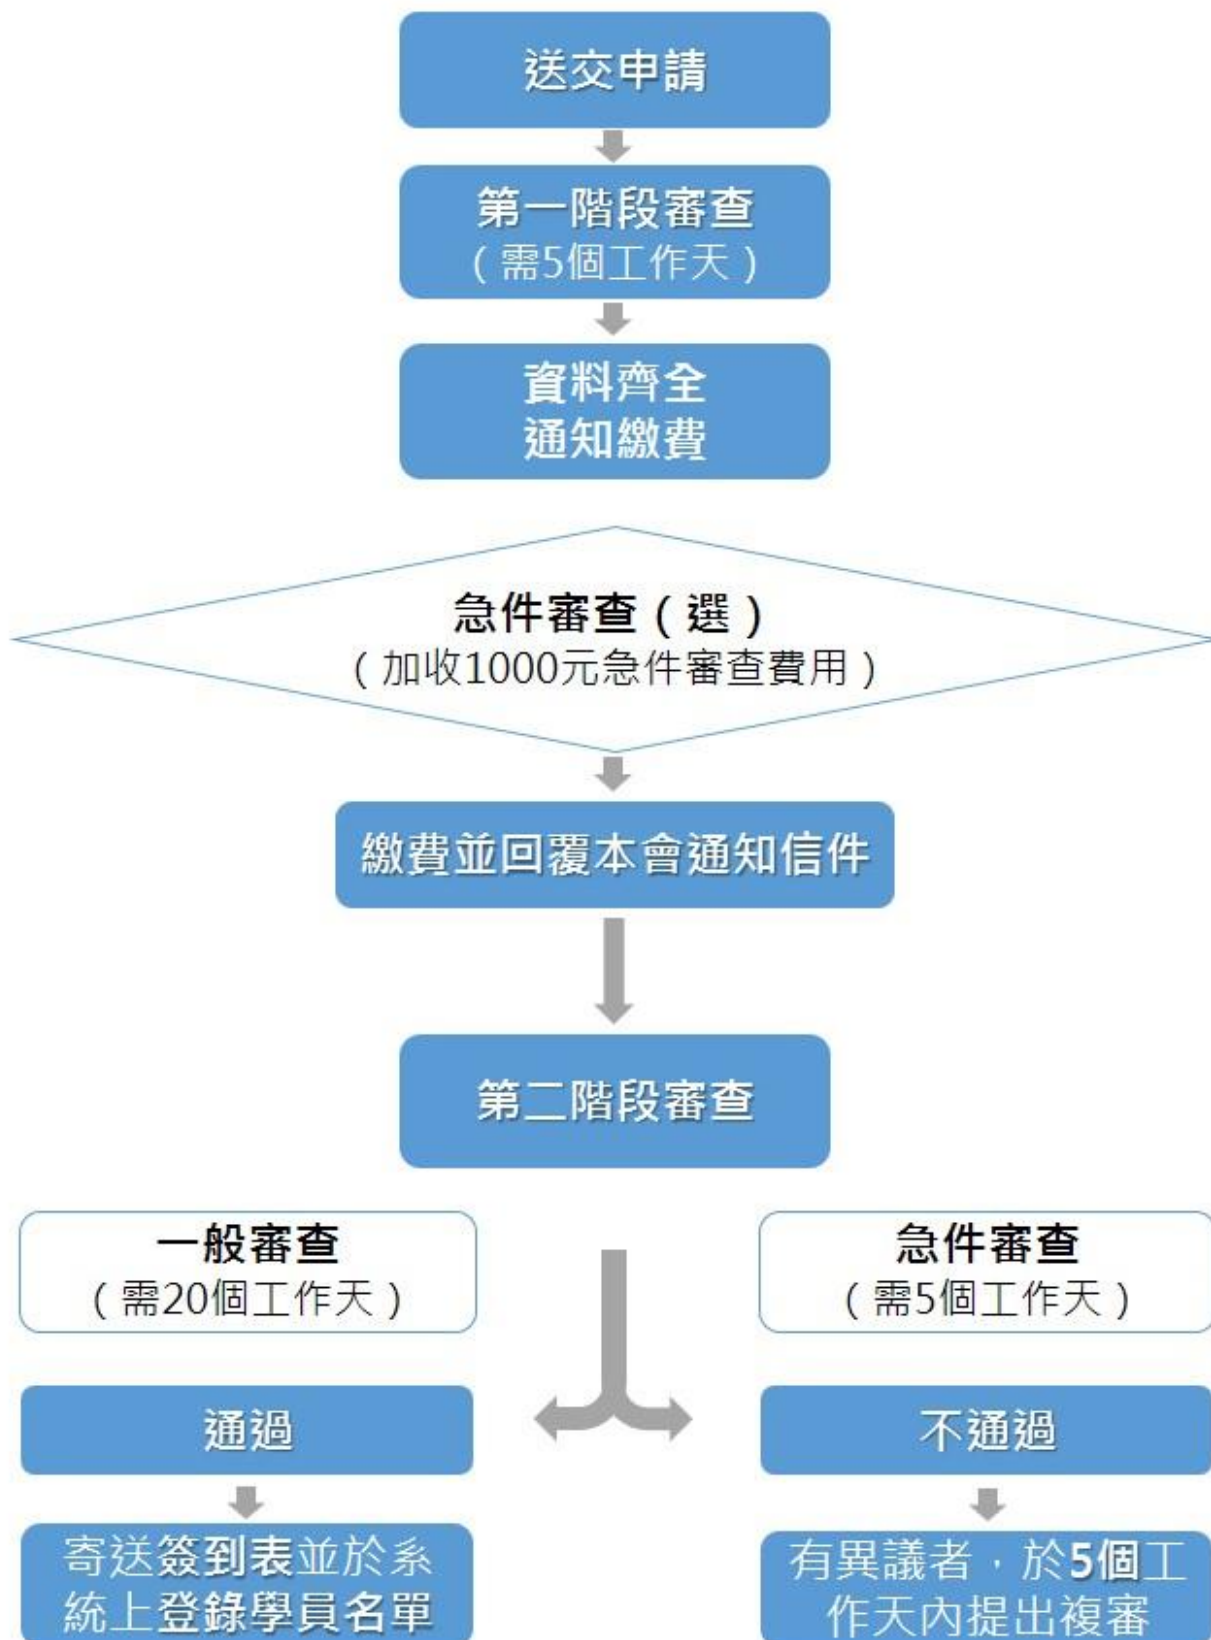 送交申請
第一階段審查
（需5個工作天）
資料齊全
通知繳費
急件審查（選）
（加收1000元急件審查費用）
繳費並回覆本會通知信件
第二階段審查
一般審查
（需20個工作天）
急件審查
（需5個工作天）
通過
不通過
寄送簽到表並於系
統上登錄學員名單
有異議者，於5個工
作天內提出複審